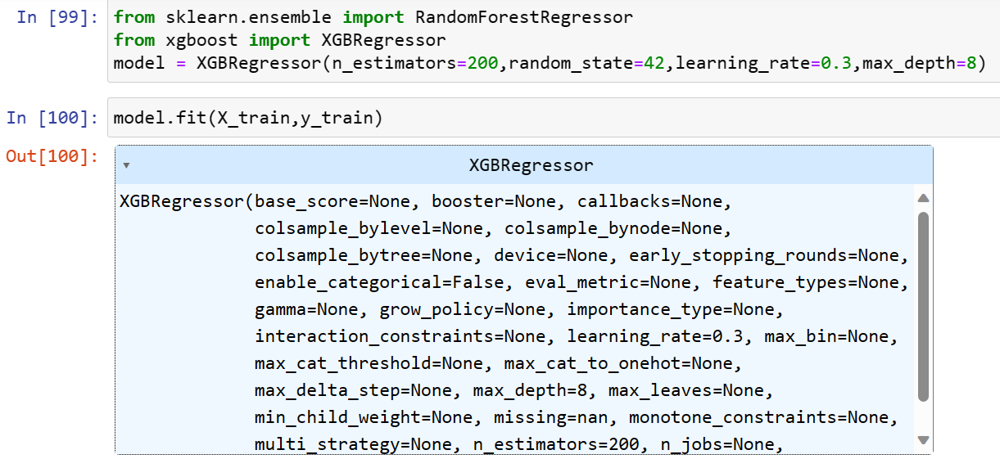 In [99]: from sklearn.ensemble import RandomForestRegressor
from xgboost import XGBRegressor
model = XGBRegressor(n_estimators=200,random_state=42,learning_rate=0.3,max_depth=8)
In [100]: model.fit(X_train,y_train)
Out[100]:
XGBRegressor
XGBRegressor(base_score=None, booster=None, callbacks=None,
colsample_bylevel=None, colsample_bynode=None,
colsample_bytree=None, device=None, early_stopping_rounds=None,
enable_categorical=False, eval_metric=None, feature_types=None,
gamma=None, grow_policy=None, importance_type=None,
interaction_constraints=None, learning_rate=0.3, max_bin=None,
max_cat_threshold=None, max_cat_to_onehot=None,
max_delta_step=None, max_depth=8, max_leaves=None,
min_child_weight=None, missing=nan, monotone_constraints=None,
multi_strategy=None, n_estimators=200, n_jobs=None,